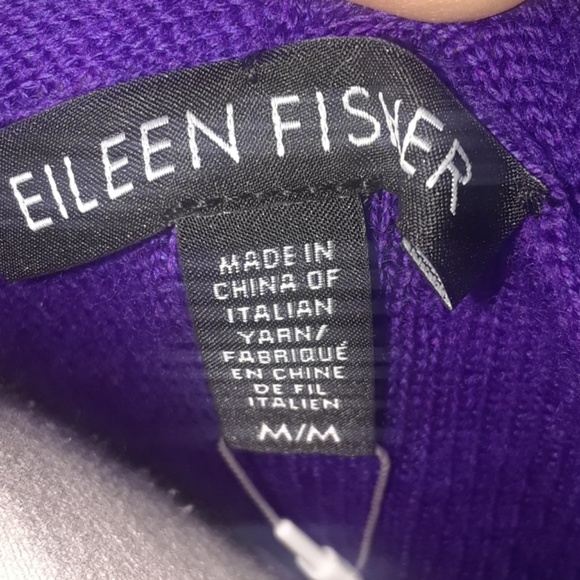 EILEEN FISHER
MADE IN
CHINA OF
ITALIAN
YARN/
FABRIQUÉ
EN CHINE
DE FIL
ITALIEN
M/M